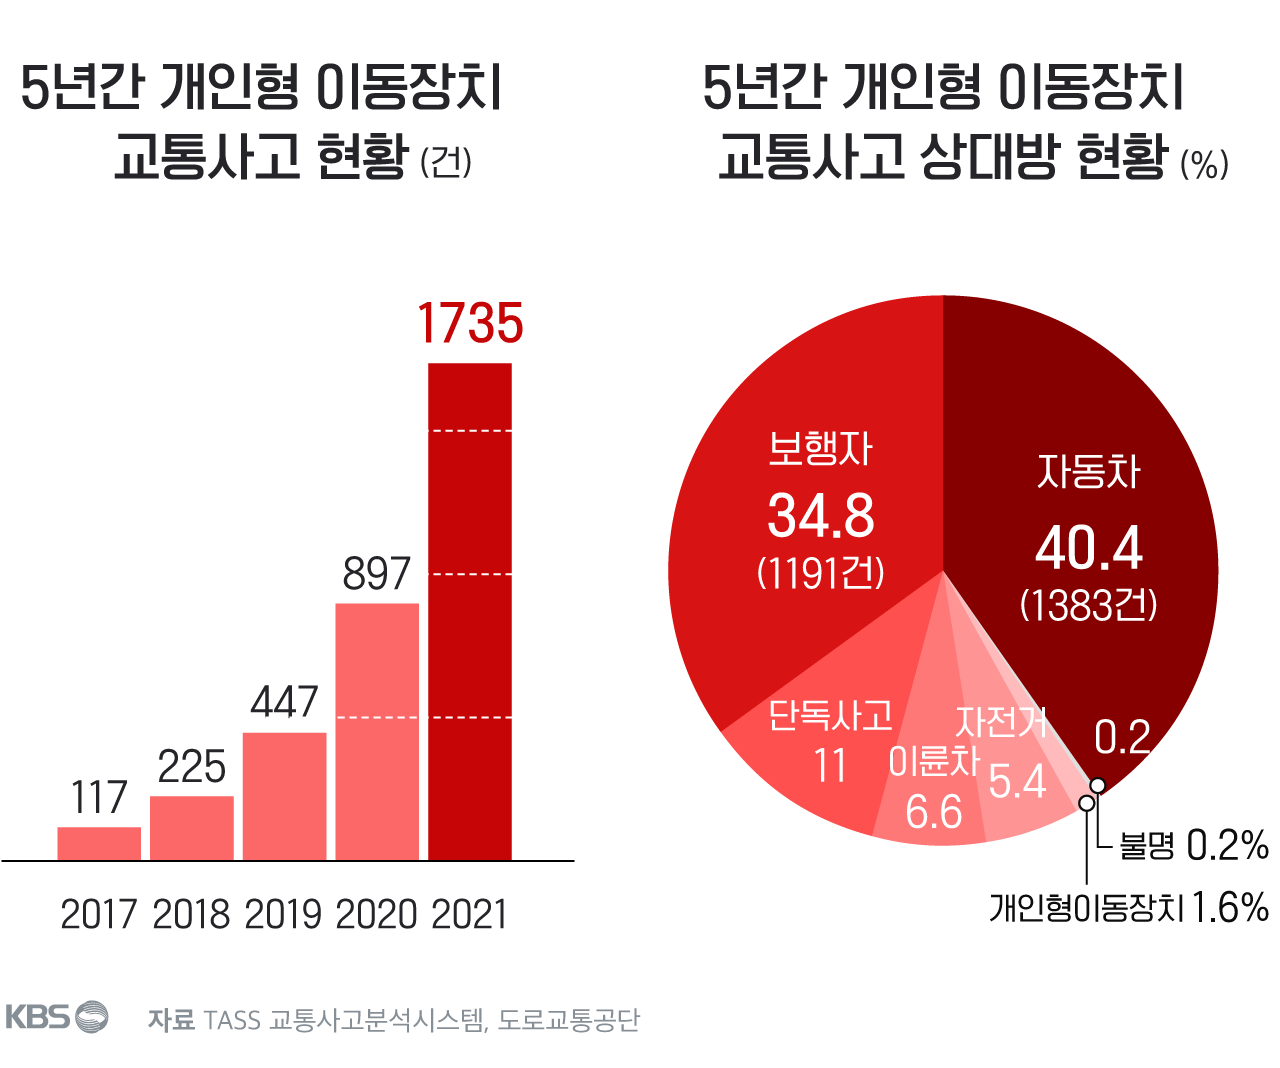 5년간 개인형 이동장치
교통사고 현황 (건)
1735
897
447
225
117
2017 2018 2019 2020 2021
5년간 개인형 이동장치
교통사고 상대방 현황 (%)
보행자
34.8
(1191건)
자동차
40.4
(1383건)
단독사고
11
이륜차
6.6
자전거
5.4
0.2
불명 0.2%
개인형이동장치 1.6%
KBS 자료 TASS 교통사고분석시스템, 도로교통공단